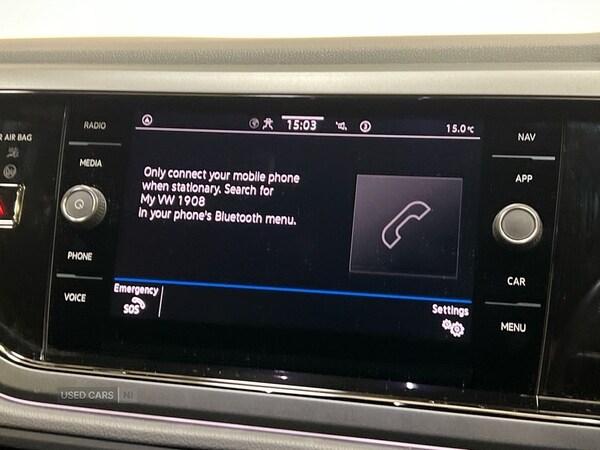 R AIR BAG
RADIO
MEDIA
PHONE
VOICE
15:03
15.0°C
Only connect your mobile phone
when stationary. Search for
My VW 1908
in your phone's Bluetooth menu.
Emergency
SOS
Settings
NAV
APP
CAR
MENU
USED CARS NI